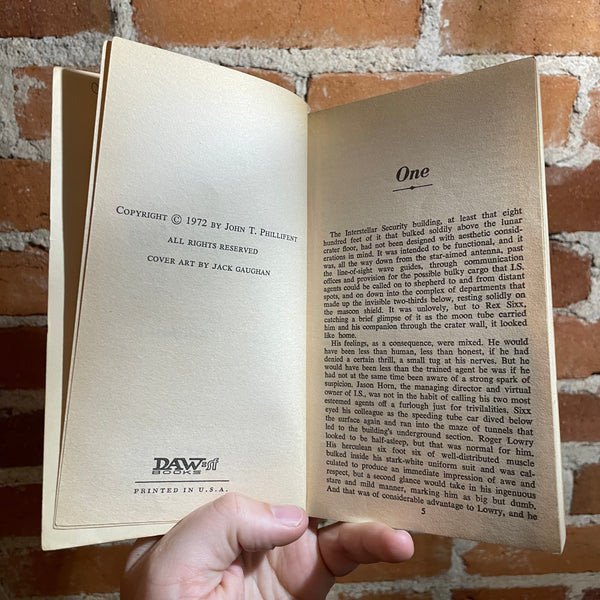 COPYRIGHT © 1972 BY JOHN T. PHILLIFENT
ALL RIGHTS RESERVED
COVER ART BY JACK GAUGHAN
DAW sf
BOOKS
PRINTED IN U.S.A.
One
The Interstellar Security building, at least that eight
hundred feet of it that bulked soldily above the lunar
crater floor, had not been designed with aesthetic consid-
erations in mind. It was intended to be functional, and it
was, all the way down from the star-aimed antenna, past
the line-of-sight wave guides, through communication
offices and provision for the possible bulky cargo that I.S.
agents could be called on to shepherd to and from distant
spots, and on down into the complex of departments that
made up the invisible two-thirds below, resting solidly on
the mascon shield. It was unlovely, but to Rex Sixx,
catching a brief glimpse of it as the moon tube carried
him and his companion through the crater wall, it looked
like home.
His feelings, as a consequence, were mixed. He would
have been less than human, less than honest, if he had
denied a certain thrill, a small tug at his nerves. But he
would have been less than the trained agent he was if he
had not at the same time been aware of a strong spark of
suspicion. Jason Horn, the managing director and virtual
owner of I.S., was not in the habit of calling his two most
esteemed agents off a furlough just for trivialities. Sixx
eyed his colleague as the speeding tube car dived below
the surface again and ran into the maze of tunnels that
led to the building's underground section. Roger Lowry
looked to be half-asleep, but that was normal for him.
His herculean six foot six of well-distributed muscle
bulked inside his stark-white uniform suit and was cal-
culated to produce an immediate impression of awe and
respect, but a second glance would take in his ingenuous
stare and mild manner, marking him as big but dumb.
And that was of considerable advantage to Lowry, and he
5